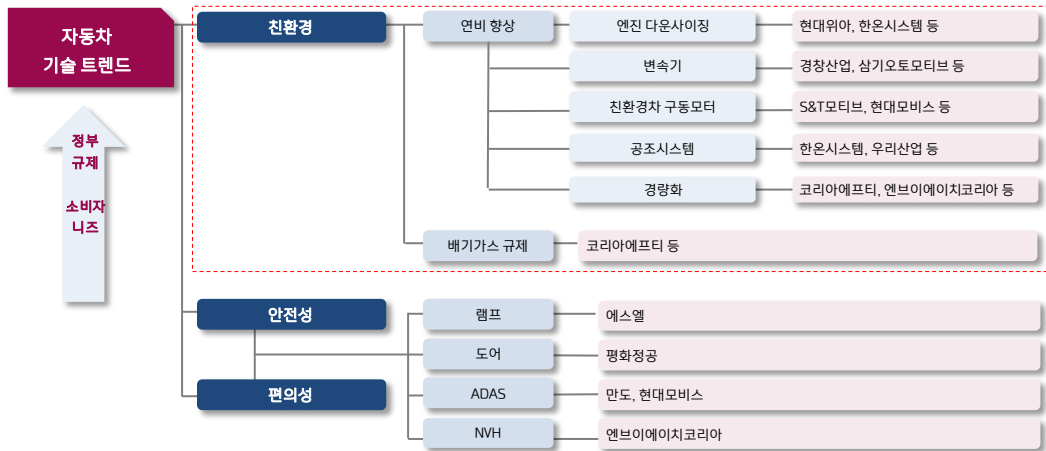 자동차
기술 트렌드
정부
규제
소비자
니즈
친환경
연비 향상
엔진 다운사이징
현대위아, 한온시스템 등
변속기
경창산업, 삼기오토모티브 등
친환경차 구동모터
S&T모티브, 현대모비스 등
공조시스템
한온시스템, 우리산업 등
경량화
코리아에프티, 엔브이에이치코리아 등
배기가스 규제
코리아에프티 등
안전성
편의성
램프
에스엘
도어
평화정공
ADAS
만도, 현대모비스
NVH
엔브이에이치코리아